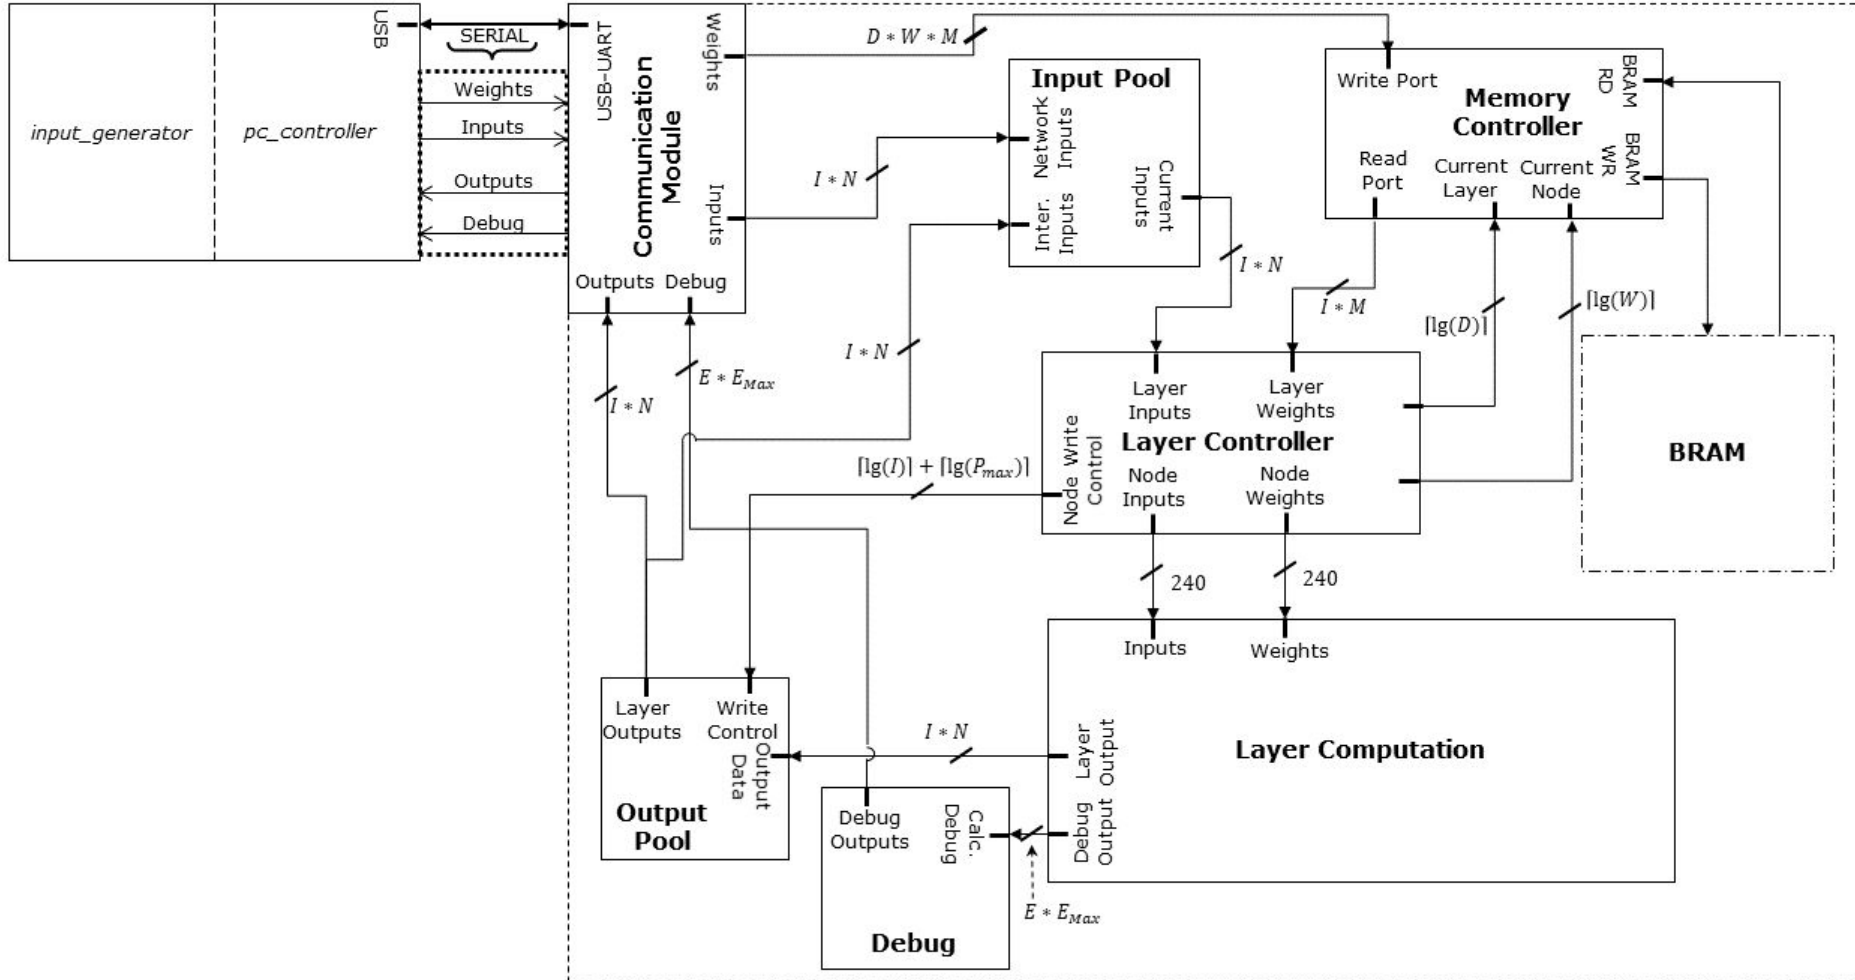 input_generator
pc_controller
USB
SERIAL
Weights
Inputs
Outputs
Debug
USB-UART
Communication
Module
Weights
Inputs
Outputs
Debug
D * W * M
I * N
I * N
I * N
E * E_Max
Input Pool
Network
Inputs
Inter.
Inputs
Current
Inputs
I * N
Write Port
Memory
Controller
BRAM
RD
BRAM
WR
Read
Port
Current
Layer
Current
Node
I * M
⌈lg(D)⌉
⌈lg(W)⌉
BRAM
Layer
Inputs
Layer
Weights
Layer Controller
Node Write
Control
Node
Inputs
Node
Weights
⌈lg(I)⌉ + ⌈lg(P_max)⌉
240
240
Inputs
Weights
Layer Computation
Layer
Output
Debug
Output
I * N
E * E_Max
Layer
Outputs
Write
Control
Output
Data
Output
Pool
Debug
Outputs
Calc.
Debug
Debug